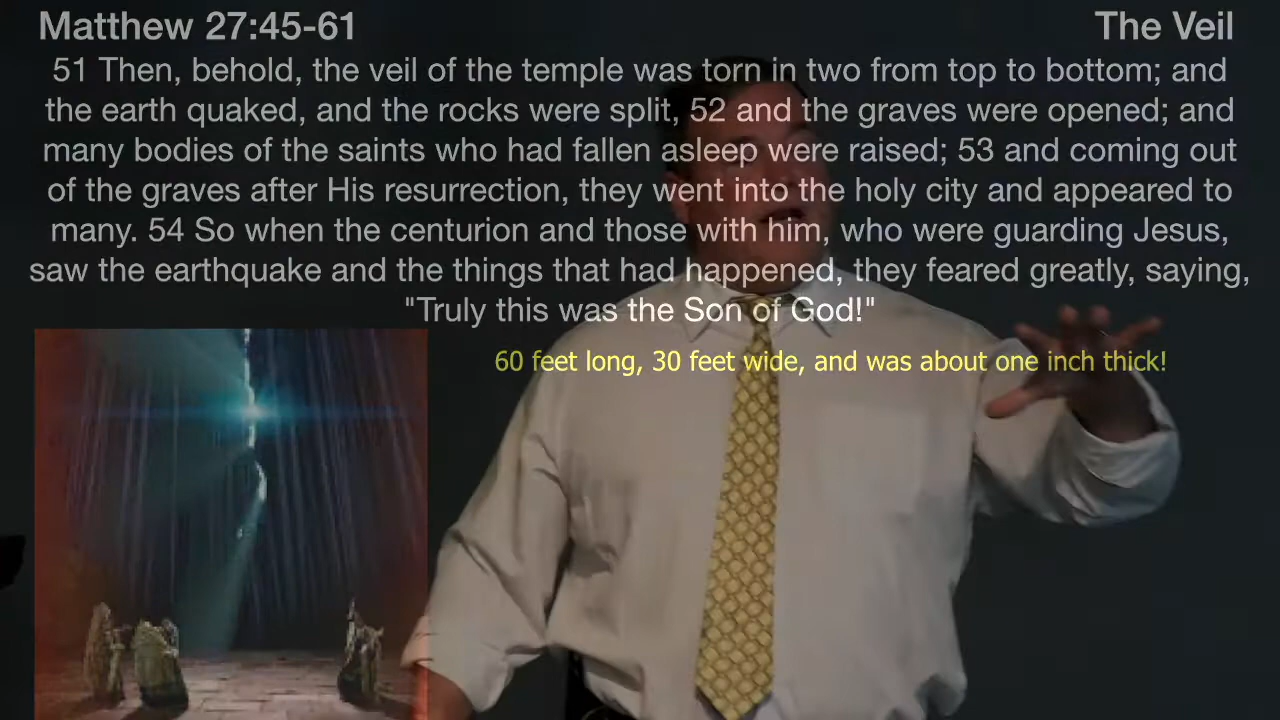 Matthew 27:45-61 The Veil
51 Then, behold, the veil of the temple was torn in two from top to bottom; and
the earth quaked, and the rocks were split, 52 and the graves were opened; and
many bodies of the saints who had fallen asleep were raised; 53 and coming out
of the graves after His resurrection, they went into the holy city and appeared to
many. 54 So when the centurion and those with him, who were guarding Jesus,
saw the earthquake and the things that had happened, they feared greatly, saying,
"Truly this was the Son of God!"
60 feet long, 30 feet wide, and was about one inch thick!